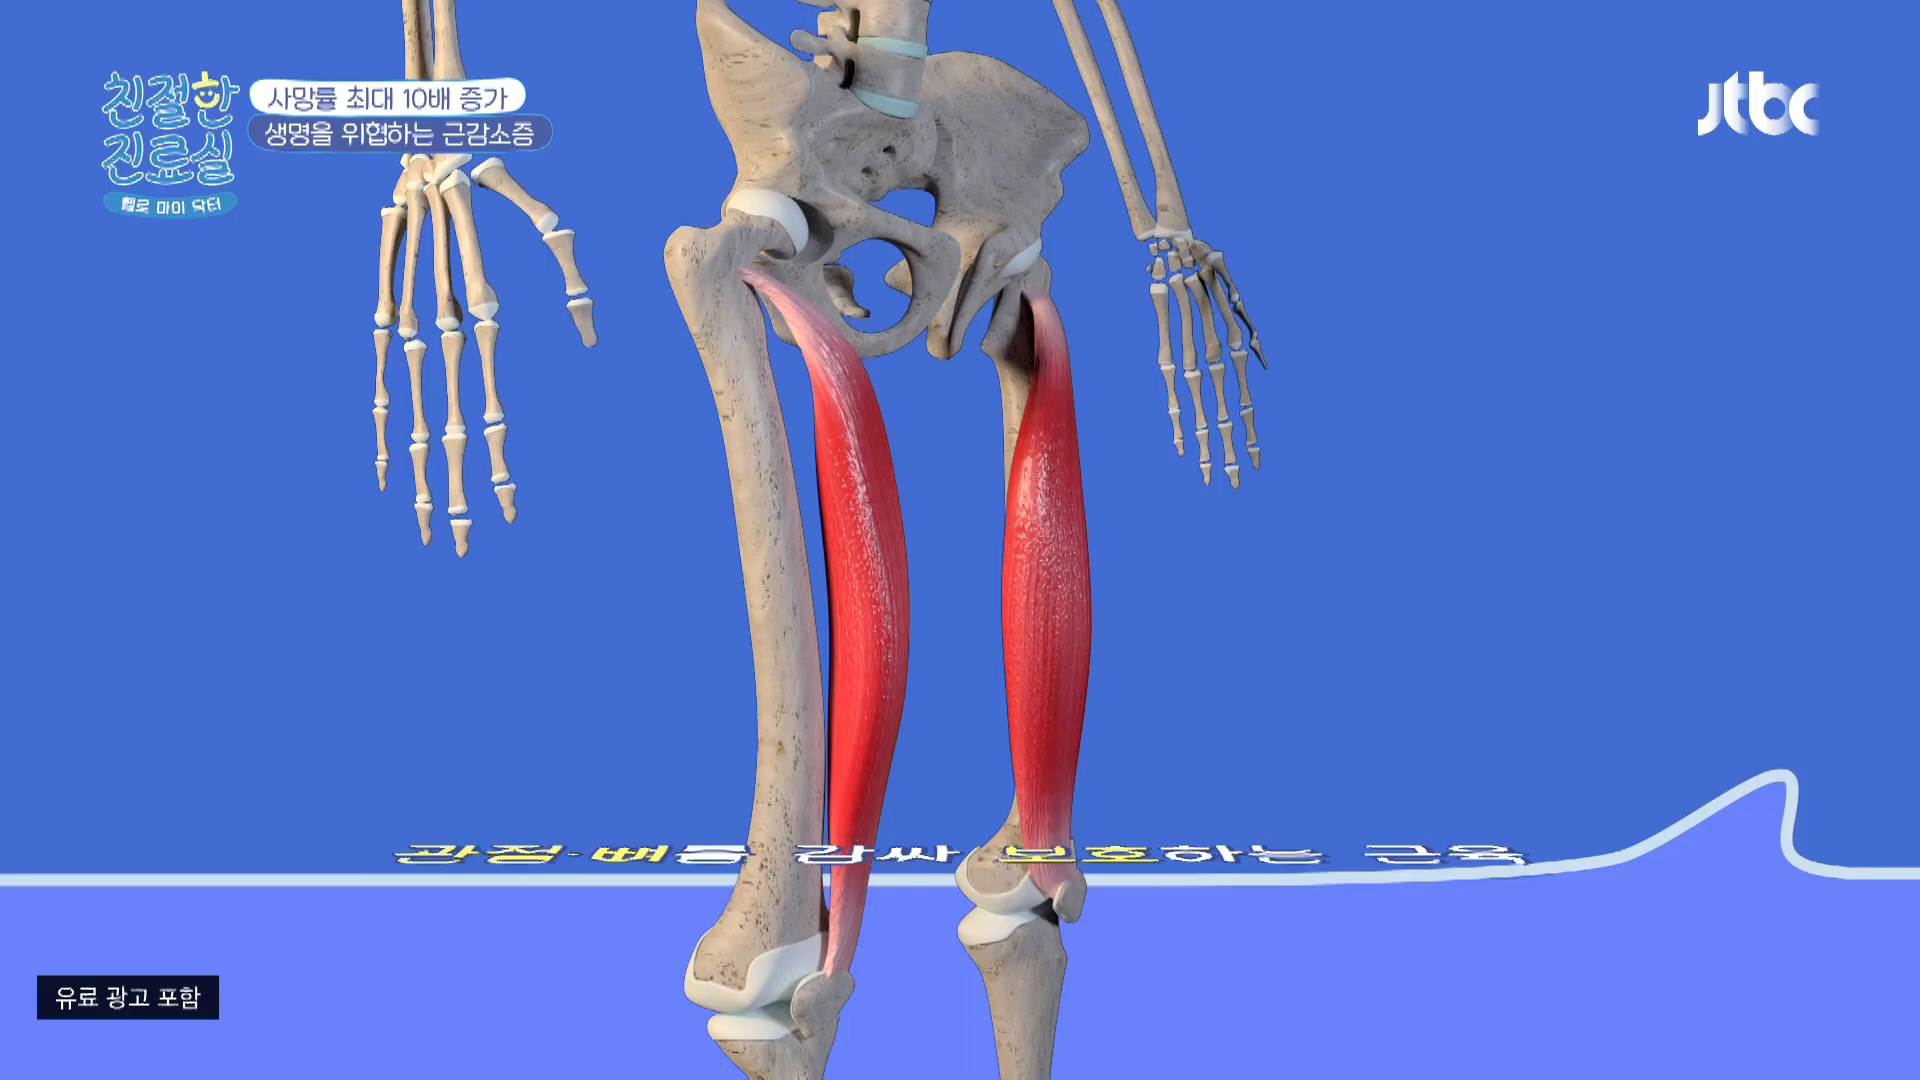 친절한
진료실
헬로 마이 닥터
사망률 최대 10배 증가
생명을 위협하는 근감소증
jtbc
관절·뼈를 감싸 보호하는 근육
유료 광고 포함